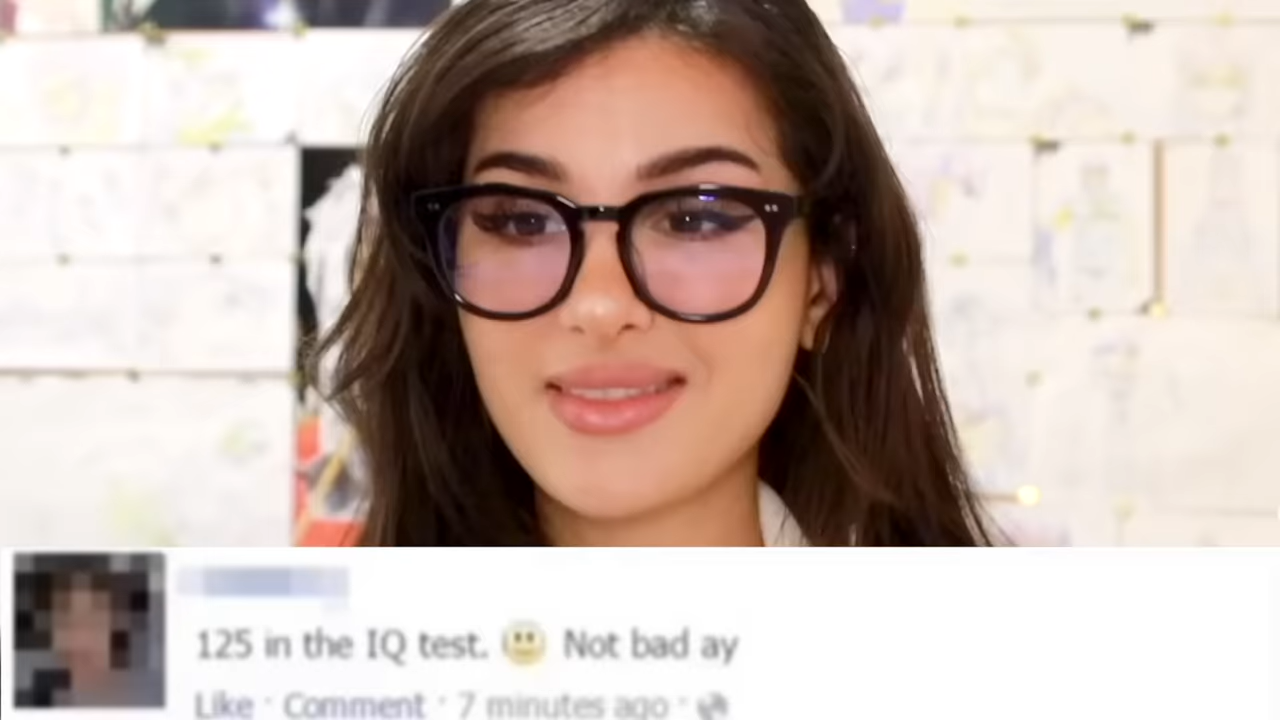 125 in the IQ test. 🙂 Not bad ay
Like · Comment · 7 minutes ago ·